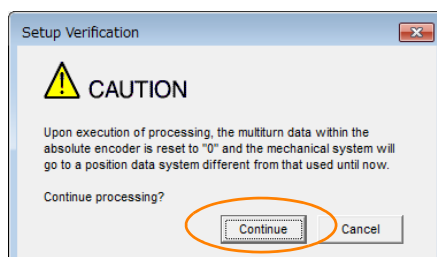 Setup Verification
CAUTION
Upon execution of processing, the multiturn data within the
absolute encoder is reset to "0" and the mechanical system will
go to a position data system different from that used until now.
Continue processing?
Continue
Cancel